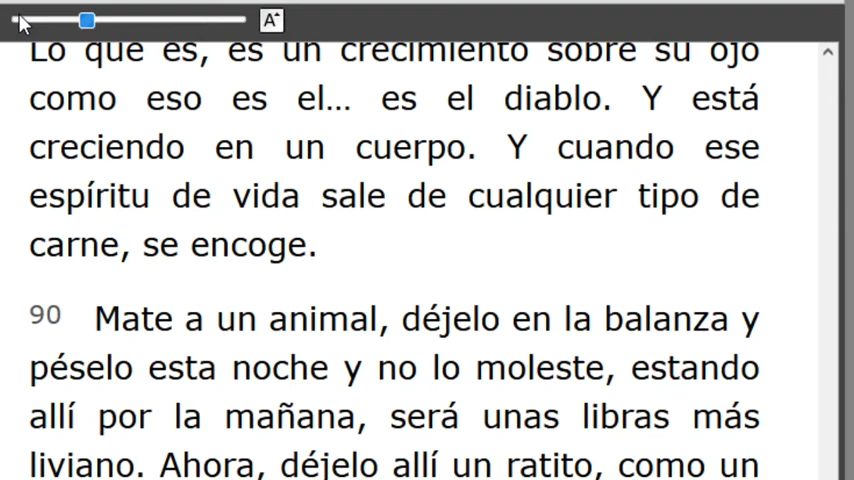 A
Lo que es, es un crecimiento sobre su ojo
como eso es el... es el diablo. Y está
creciendo en un cuerpo. Y cuando ese
espíritu de vida sale de cualquier tipo de
carne, se encoge.
90 Mate a un animal, déjelo en la balanza y
péselo esta noche y no lo moleste, estando
allí por la mañana, será unas libras más
liviano. Ahora, déjelo allí un ratito, como un